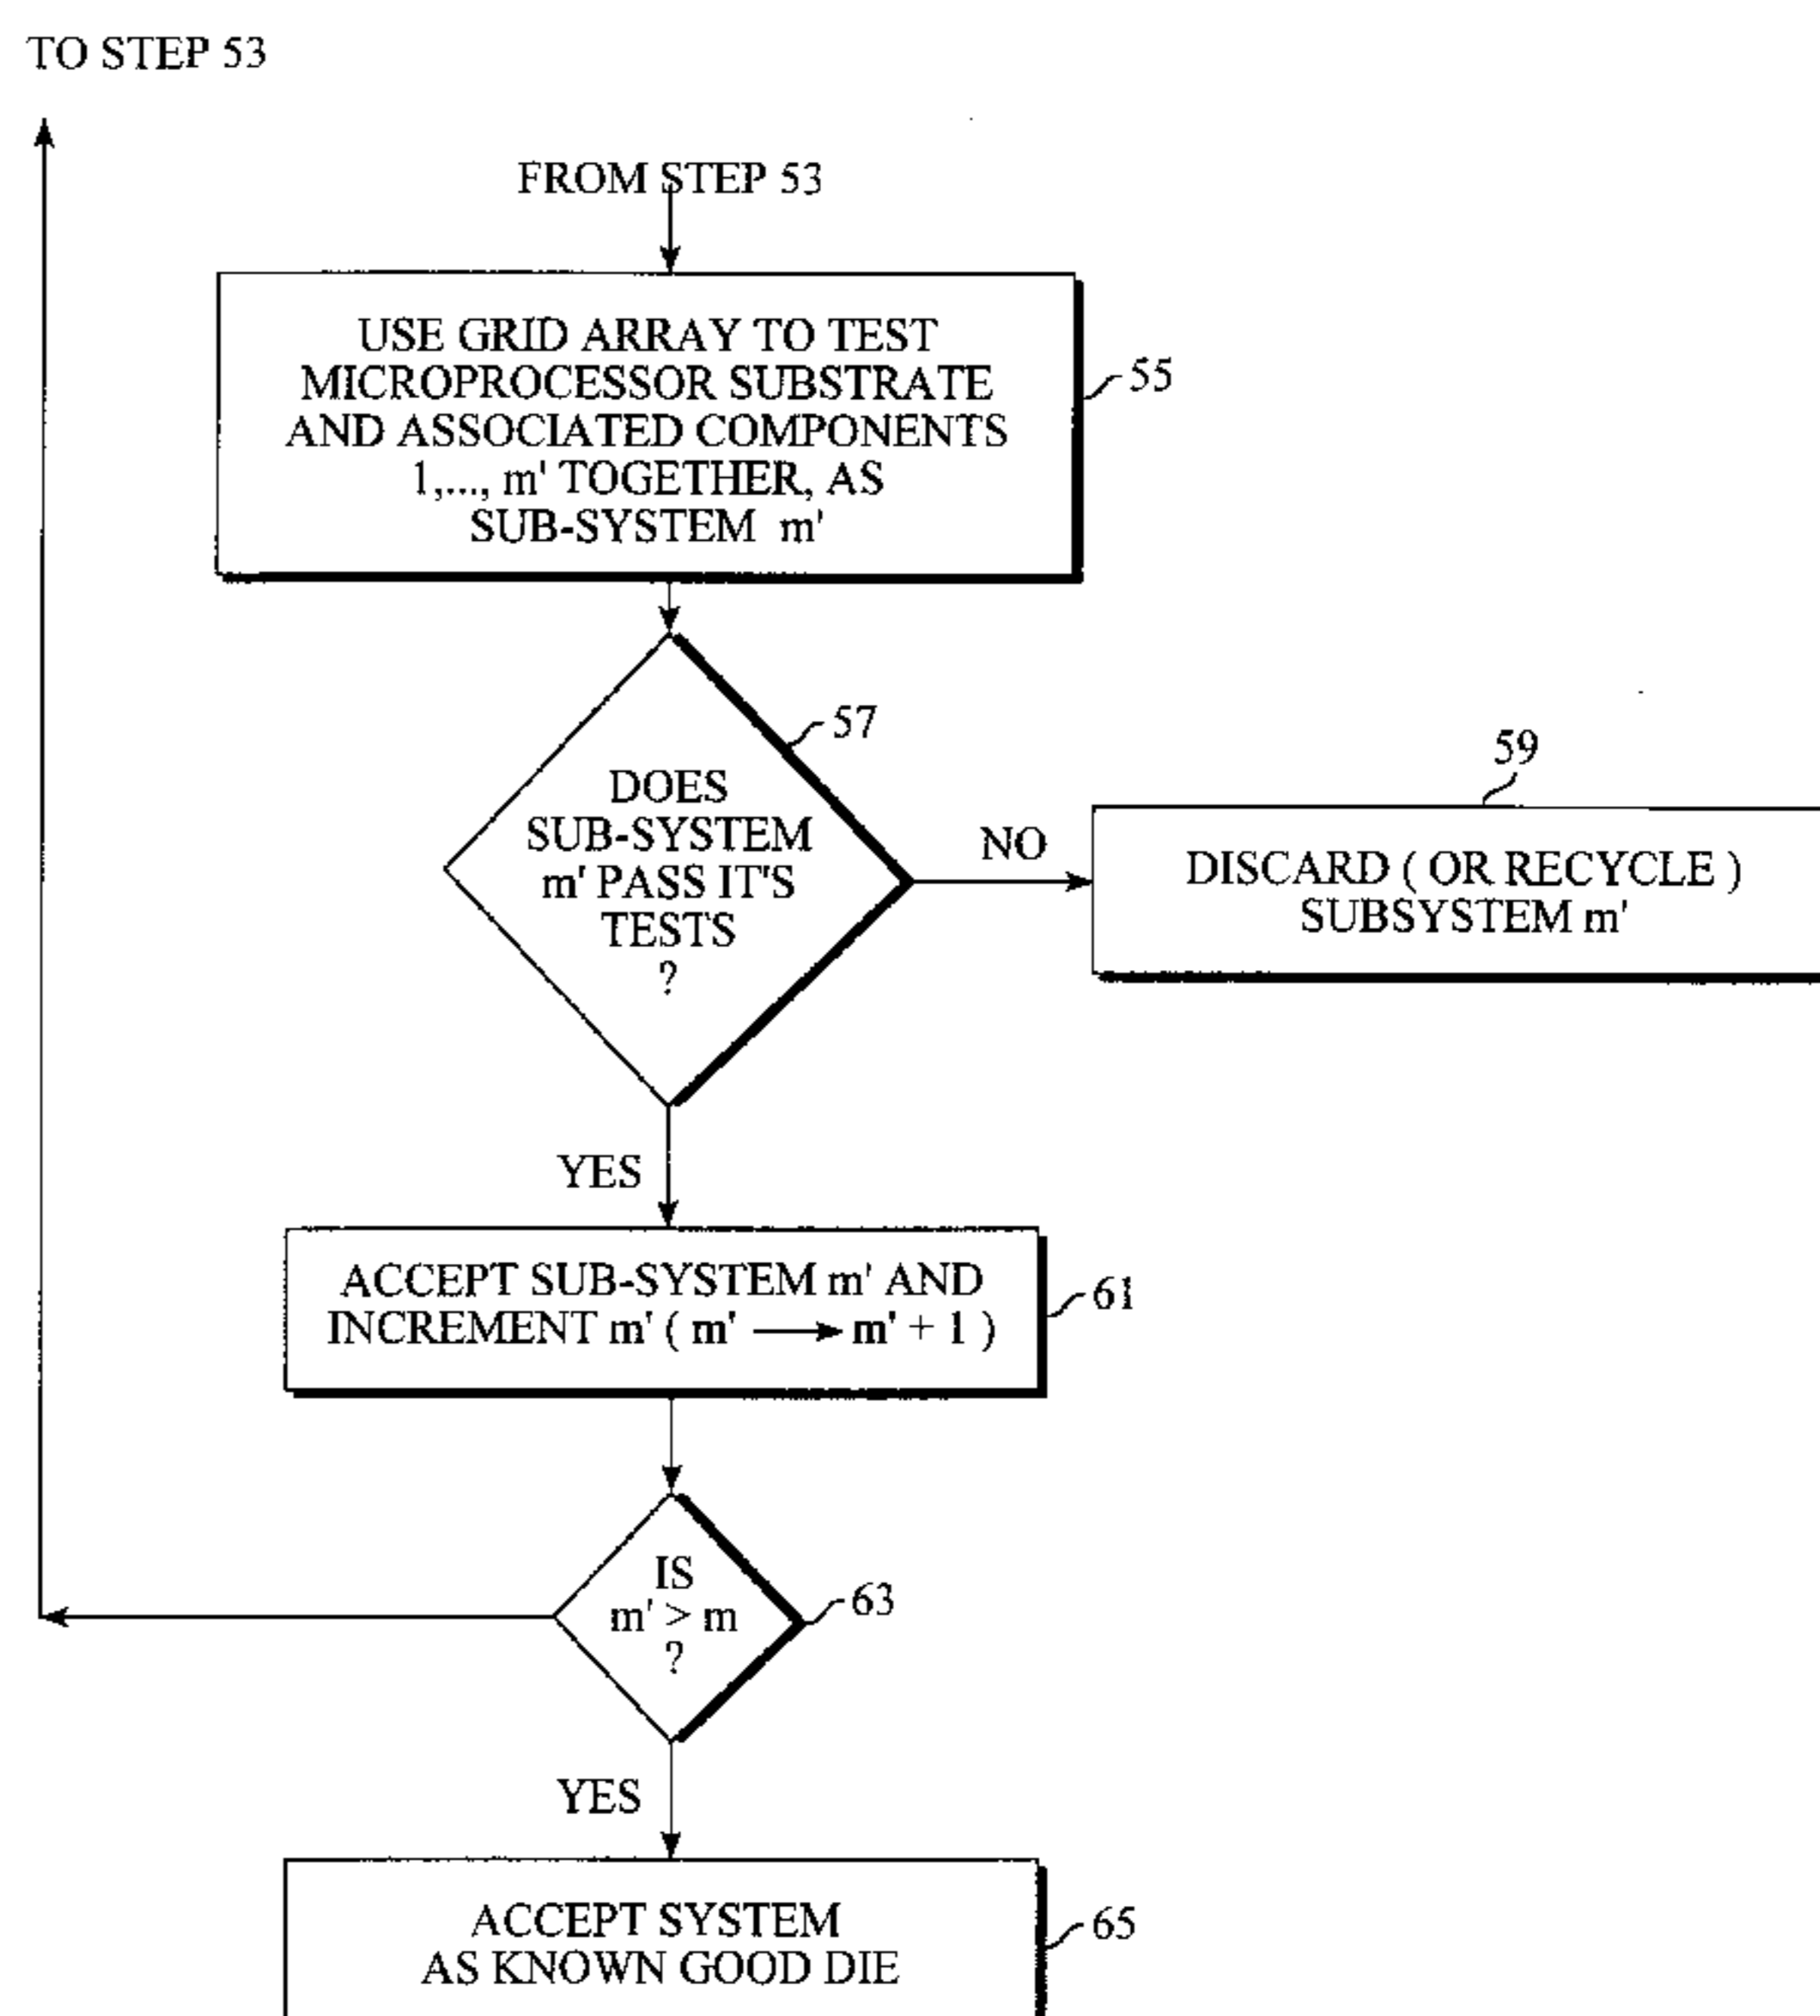 TO STEP 53
FROM STEP 53
USE GRID ARRAY TO TEST
MICROPROCESSOR SUBSTRATE
AND ASSOCIATED COMPONENTS
1,..., m' TOGETHER, AS
SUB-SYSTEM m'
55
DOES
SUB-SYSTEM
m' PASS IT'S
TESTS
?
57
NO
59
DISCARD ( OR RECYCLE )
SUBSYSTEM m'
YES
ACCEPT SUB-SYSTEM m' AND
INCREMENT m' ( m' ⟶ m' + 1 )
61
IS
m' > m
?
63
YES
ACCEPT SYSTEM
AS KNOWN GOOD DIE
65